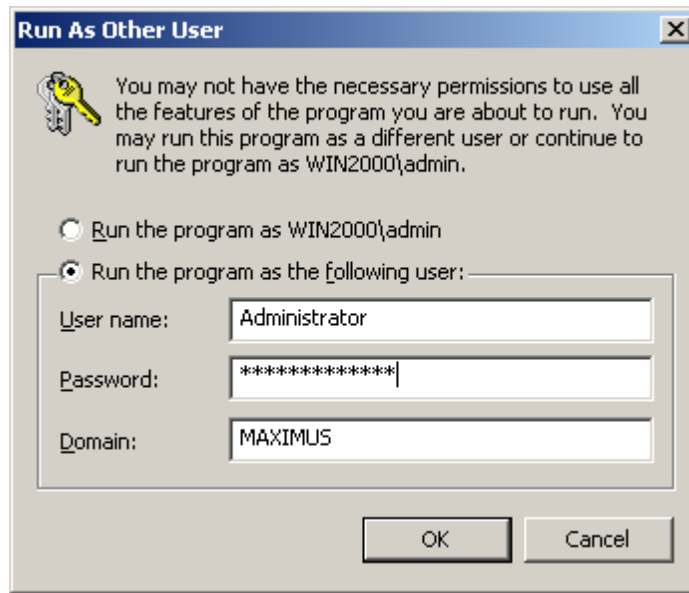 Run As Other User
You may not have the necessary permissions to use all
the features of the program you are about to run.  You
may run this program as a different user or continue to
run the program as WIN2000\admin.
Run the program as WIN2000\admin
Run the program as the following user:
User name: Administrator
Password: *************
Domain: MAXIMUS
OK Cancel